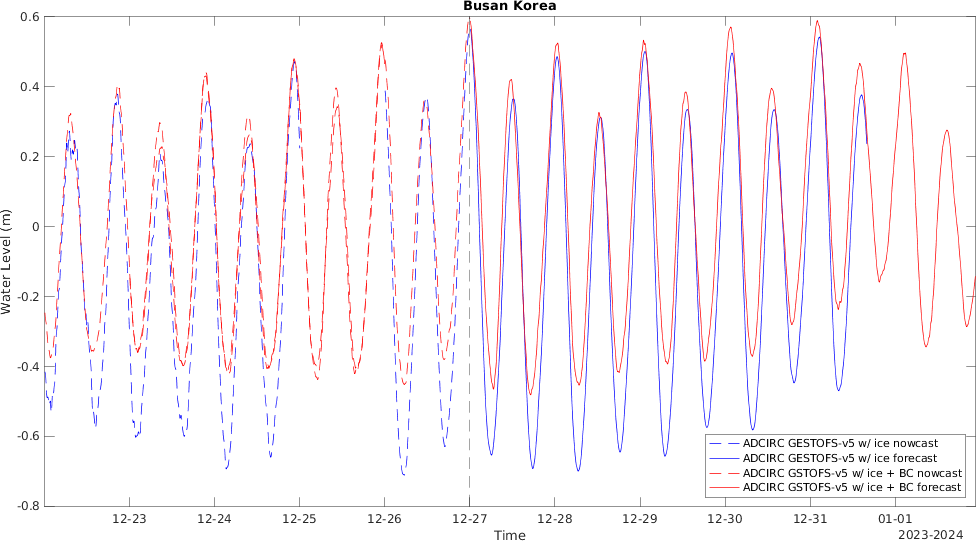 Busan Korea
0.6
0.4
0.2
0
-0.2
-0.4
-0.6
-0.8
Water Level (m)
12-23
12-24
12-25
12-26
12-27
12-28
12-29
12-30
12-31
01-01
Time
2023-2024
ADCIRC GESTOFS-v5 w/ ice nowcast
ADCIRC GESTOFS-v5 w/ ice forecast
ADCIRC GSTOFS-v5 w/ ice + BC nowcast
ADCIRC GSTOFS-v5 w/ ice + BC forecast